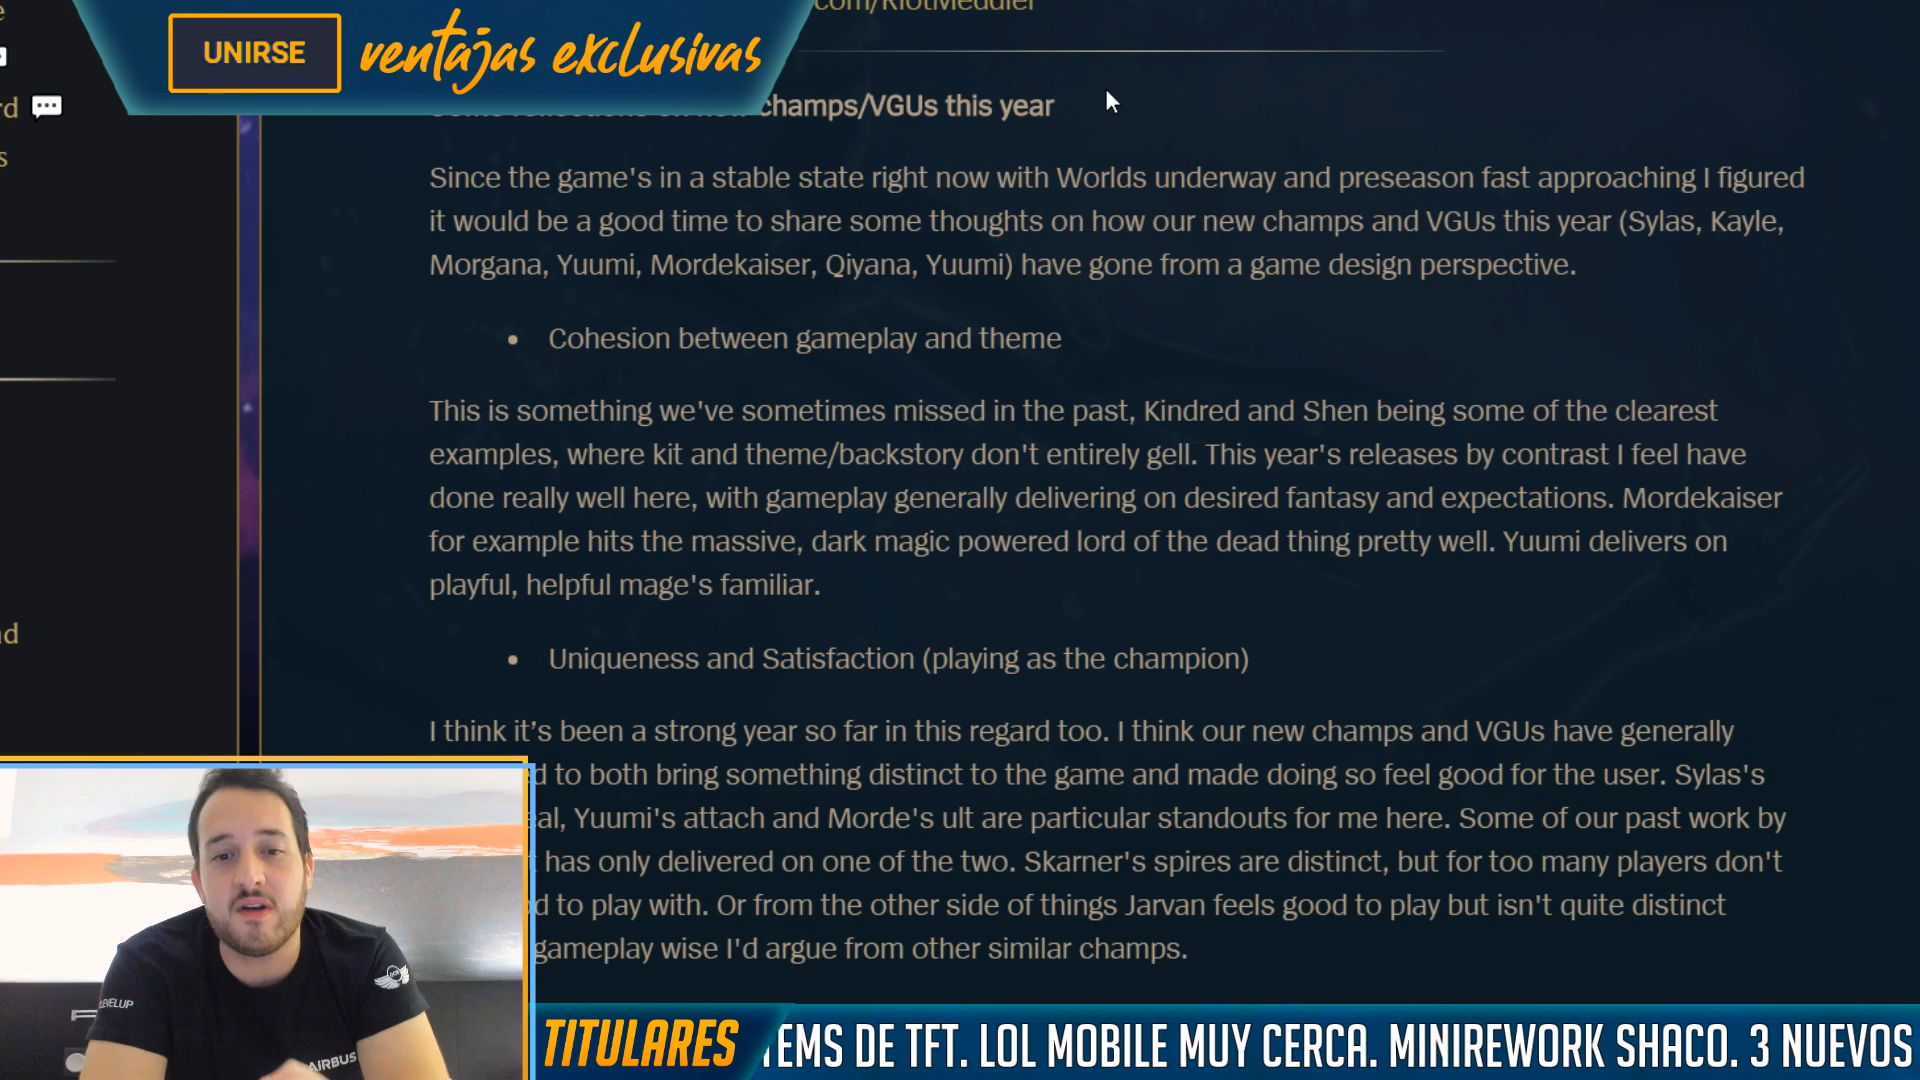 com/RiotMeddler
UNIRSE ventajas exclusivas
champs/VGUs this year
rd
s
Since the game's in a stable state right now with Worlds underway and preseason fast approaching I figured
it would be a good time to share some thoughts on how our new champs and VGUs this year (Sylas, Kayle,
Morgana, Yuumi, Mordekaiser, Qiyana, Yuumi) have gone from a game design perspective.
• Cohesion between gameplay and theme
This is something we've sometimes missed in the past, Kindred and Shen being some of the clearest
examples, where kit and theme/backstory don't entirely gell. This year's releases by contrast I feel have
done really well here, with gameplay generally delivering on desired fantasy and expectations. Mordekaiser
for example hits the massive, dark magic powered lord of the dead thing pretty well. Yuumi delivers on
playful, helpful mage's familiar.
nd
• Uniqueness and Satisfaction (playing as the champion)
I think it's been a strong year so far in this regard too. I think our new champs and VGUs have generally
d to both bring something distinct to the game and made doing so feel good for the user. Sylas's
eal, Yuumi's attach and Morde's ult are particular standouts for me here. Some of our past work by
t has only delivered on one of the two. Skarner's spires are distinct, but for too many players don't
d to play with. Or from the other side of things Jarvan feels good to play but isn't quite distinct
gameplay wise I'd argue from other similar champs.
LEVELUP
AIRBUS
TITULARES TEMS DE TFT. LOL MOBILE MUY CERCA. MINIREWORK SHACO. 3 NUEVOS